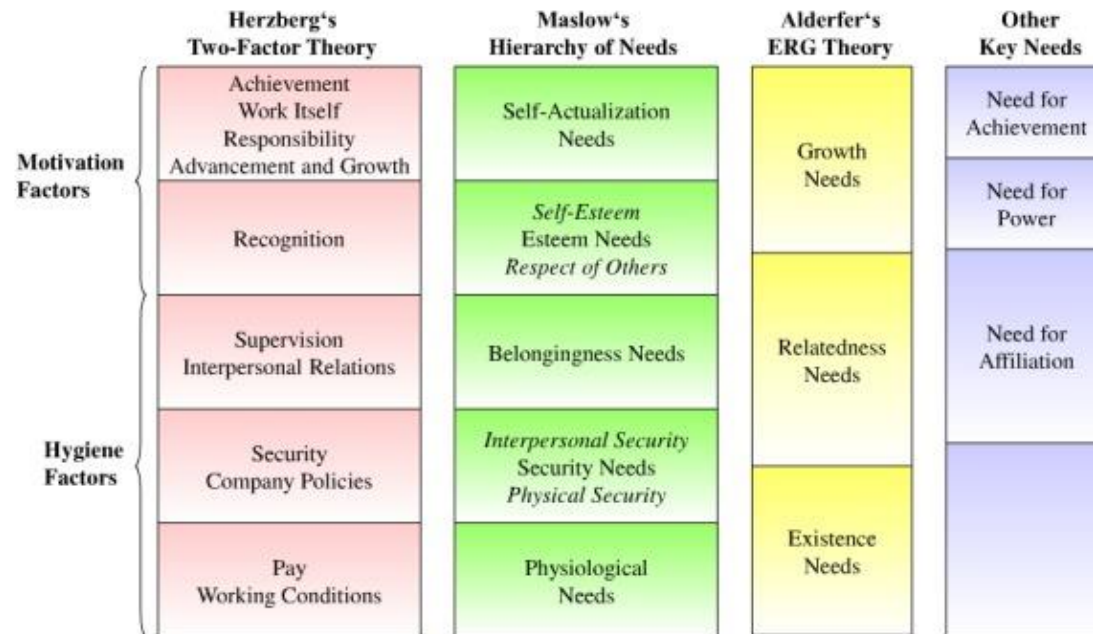 Herzberg‘s
Two-Factor Theory
Maslow‘s
Hierarchy of Needs
Alderfer‘s
ERG Theory
Other
Key Needs
Motivation
Factors
Hygiene
Factors
Achievement
Work Itself
Responsibility
Advancement and Growth
Recognition
Supervision
Interpersonal Relations
Security
Company Policies
Pay
Working Conditions
Self-Actualization
Needs
Self-Esteem
Esteem Needs
Respect of Others
Belongingness Needs
Interpersonal Security
Security Needs
Physical Security
Physiological
Needs
Growth
Needs
Relatedness
Needs
Existence
Needs
Need for
Achievement
Need for
Power
Need for
Affiliation